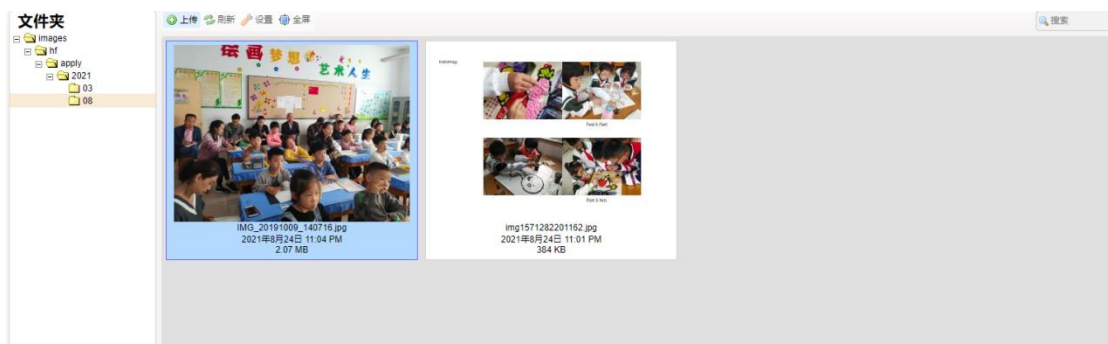 文件夹
images
hf
apply
2021
03
08
上传 刷新 设置 全屏
搜索
绘画梦想
艺术人生
IMG_20191009_140716.jpg
2021年8月24日 11:04 PM
2.07 MB
img1571282201162.jpg
2021年8月24日 11:01 PM
384 KB